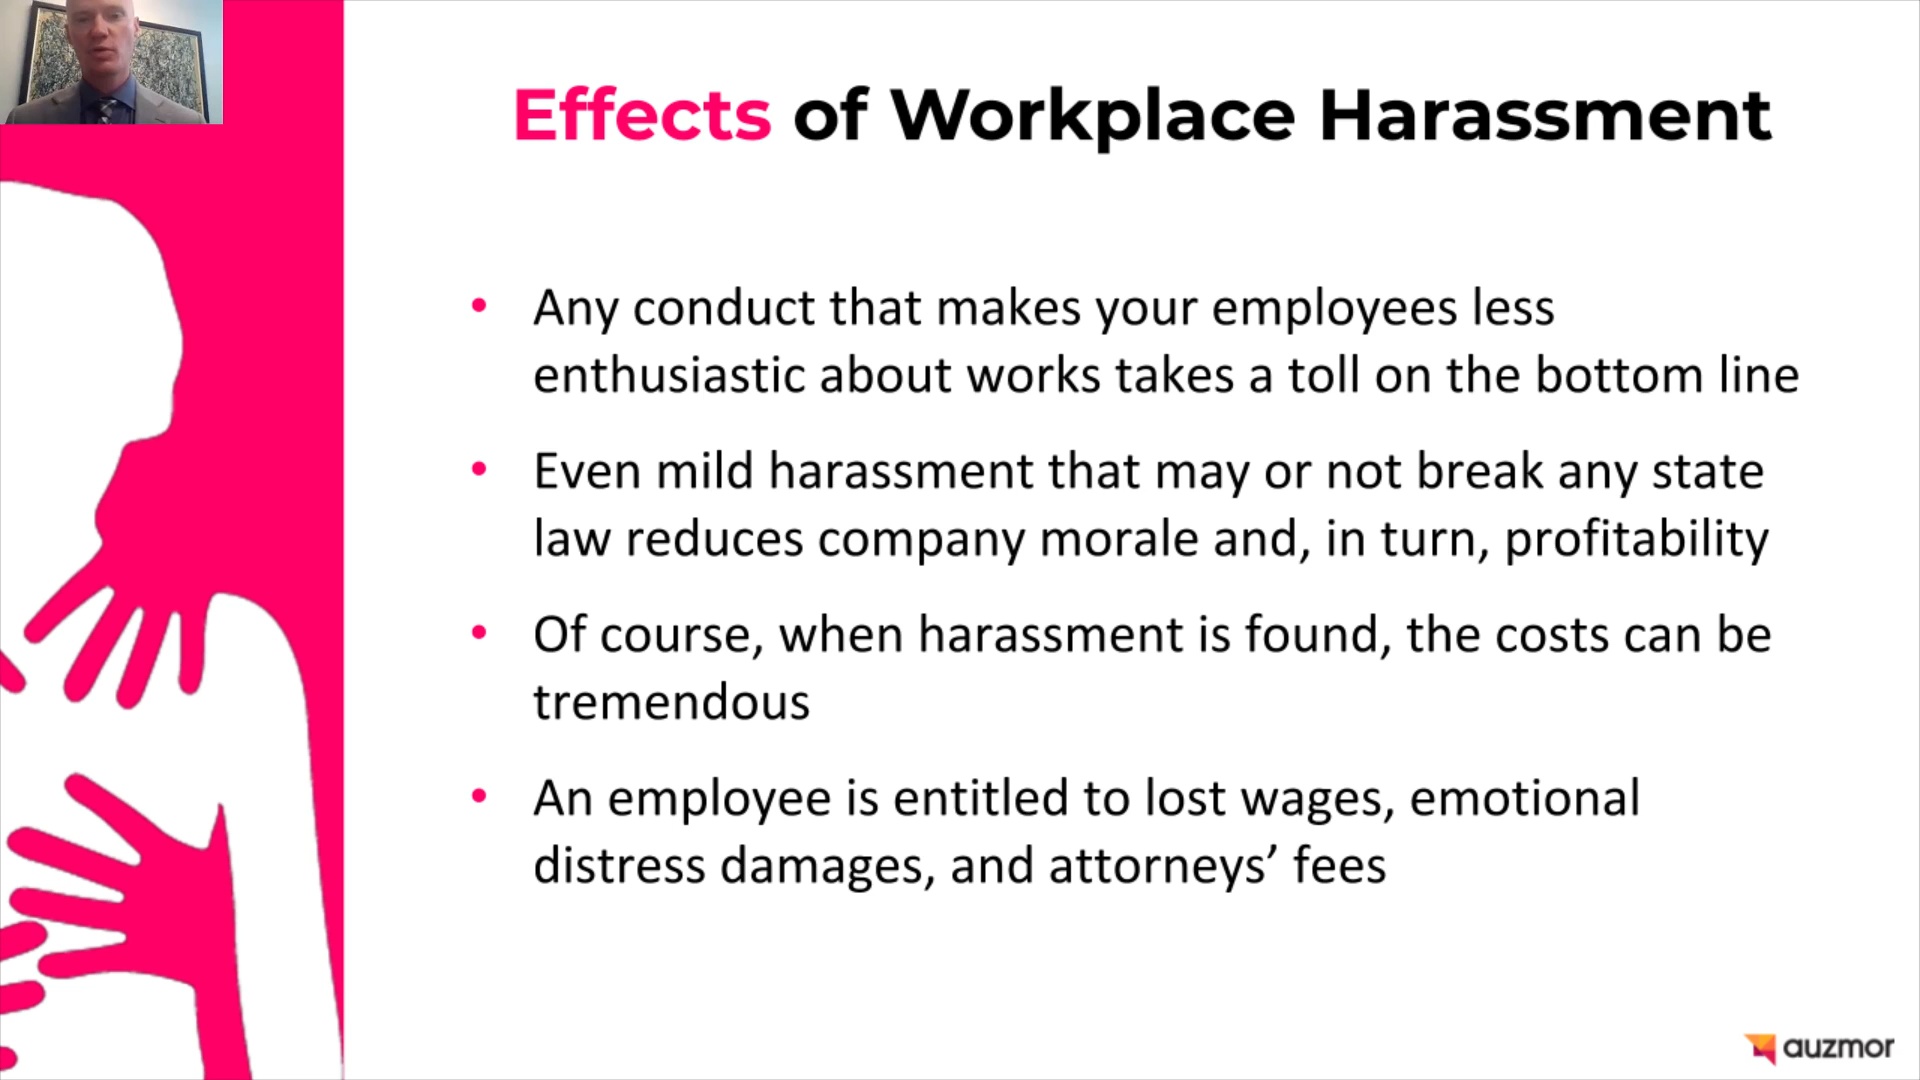 Effects of Workplace Harassment
• Any conduct that makes your employees less
enthusiastic about works takes a toll on the bottom line
• Even mild harassment that may or not break any state
law reduces company morale and, in turn, profitability
• Of course, when harassment is found, the costs can be
tremendous
• An employee is entitled to lost wages, emotional
distress damages, and attorneys’ fees
auzmor